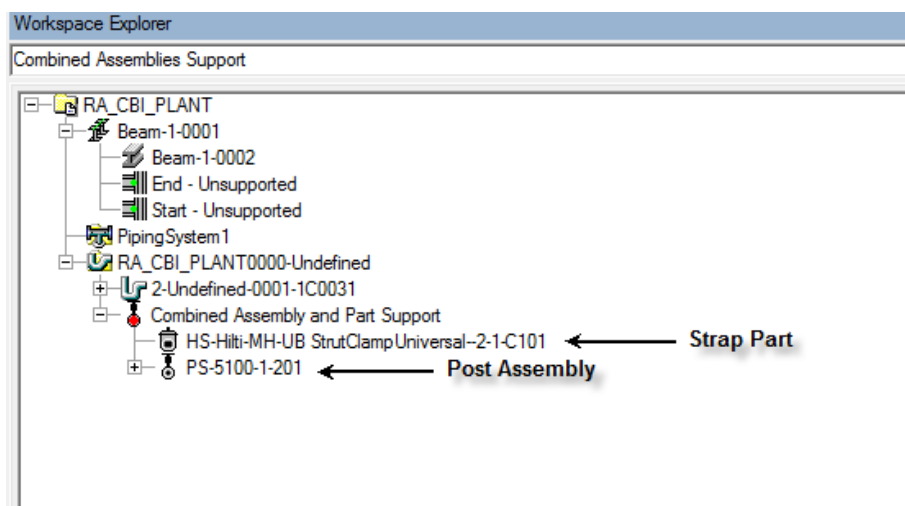 Workspace Explorer
Combined Assemblies Support
RA_CBI_PLANT
Beam-1-0001
Beam-1-0002
End - Unsupported
Start - Unsupported
PipingSystem1
RA_CBI_PLANT0000-Undefined
2-Undefined-0001-1C0031
Combined Assembly and Part Support
HS-Hilti-MH-UB StrutClampUniversal--2-1-C101 Strap Part
PS-5100-1-201 Post Assembly